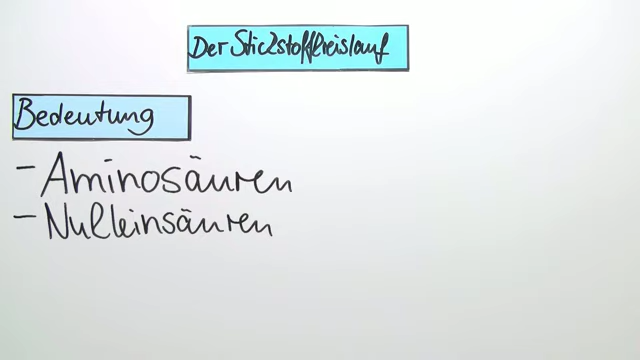 Der Stickstoffkreislauf
Bedeutung
- Aminosäuren
- Nukleinsäuren